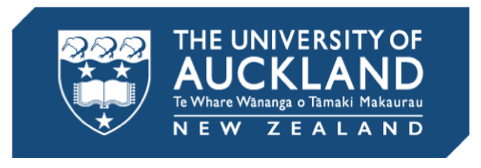 THE UNIVERSITY OF
AUCKLAND
Te Whare Wānanga o Tāmaki Makaurau
NEW ZEALAND